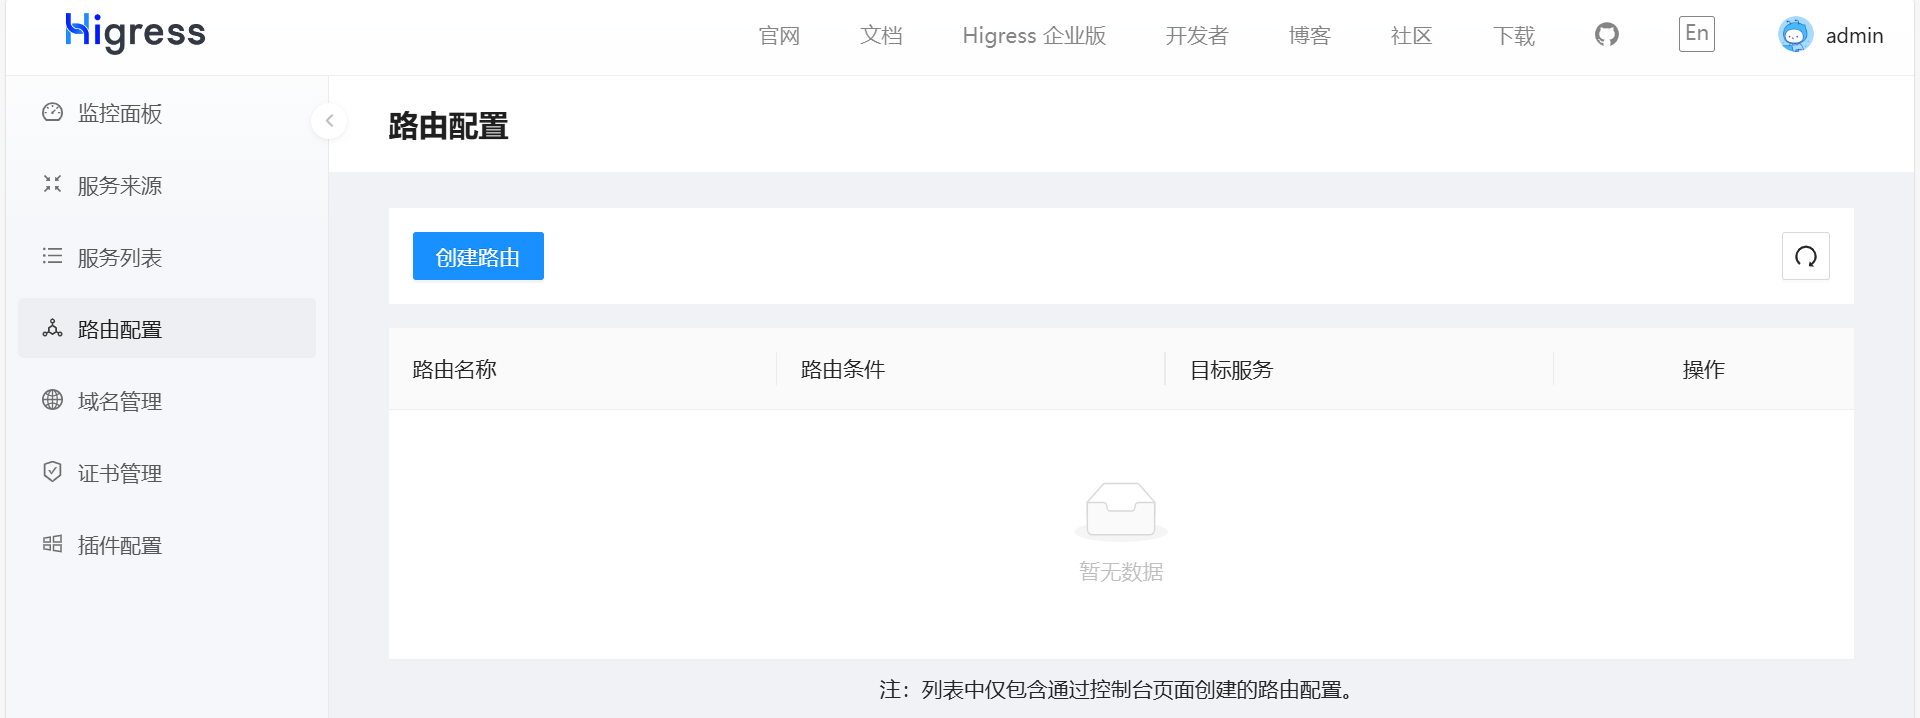 Higress
官网 文档 Higress 企业版 开发者 博客 社区 下载 En admin
监控面板
服务来源
服务列表
路由配置
域名管理
证书管理
插件配置
路由配置
创建路由
路由名称 路由条件 目标服务 操作
暂无数据
注：列表中仅包含通过控制台页面创建的路由配置。